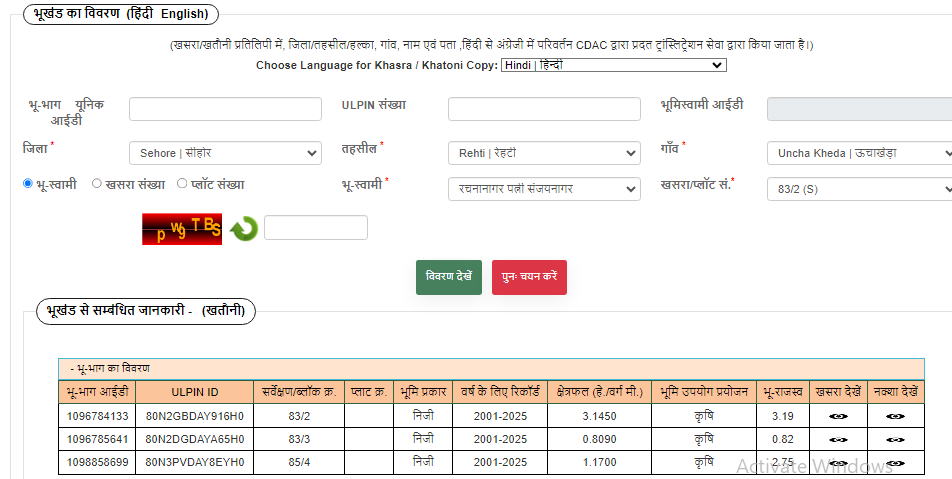 भूखंड का विवरण (हिंदी English)
(खसरा/खतौनी प्रतिलिपी में, जिला/तहसील/हल्का, गांव, नाम एवं पता ,हिंदी से अंग्रेजी में परिवर्तन CDAC द्वारा प्रदत ट्रांस्लिट्रेशन सेवा द्वारा किया जाता है।)
Choose Language for Kasra / Khatoni Copy: Hindi | हिन्दी
भू-भाग यूनिक आईडी ULPIN संख्या भूमिस्वामी आईडी
जिला * Sehore | सीहोर तहसील * Rehti | रेहटी गाँव * Uncha Kheda | ऊचाखेड़ा
भू-स्वामी खसरा संख्या प्लॉट संख्या भू-स्वामी * रचनानागर पत्नी संजयनागर खसरा/प्लॉट सं.* 83/2 (S)
p w9 T B S
विवरण देखें पुनः चयन करें
भूखंड से सम्बंधित जानकारी - (खतौनी)
- भू-भाग का विवरण
भू-भाग आईडी ULPIN ID सर्वेक्षण/ब्लॉक क्र. प्लाट क्र. भूमि प्रकार वर्ष के लिए रिकॉर्ड क्षेत्रफल (हे./वर्ग मी.) भूमि उपयोग प्रयोजन भू-राजस्व खसरा देखें नक्शा देखें
1096784133 80N2GBDAY916H0 83/2 निजी 2001-2025 3.1450 कृषि 3.19
1096785641 80N2DGDAYA65H0 83/3 निजी 2001-2025 0.8090 कृषि 0.82
1098858699 80N3PVDAY8EYH0 85/4 निजी 2001-2025 1.1700 कृषि 2.75
Activate Windows